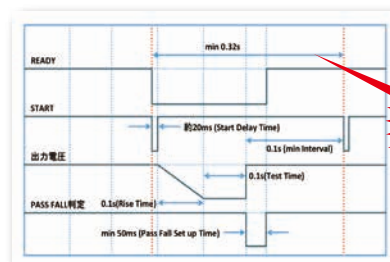 min 0.32s
READY
START
約20ms (Start Delay Time)
0.1s (min Interval)
出力電圧
0.1s(Test Time)
PASS FALL判定
0.1s(Rise Time)
min 50ms (Pass Fall Set up Time)